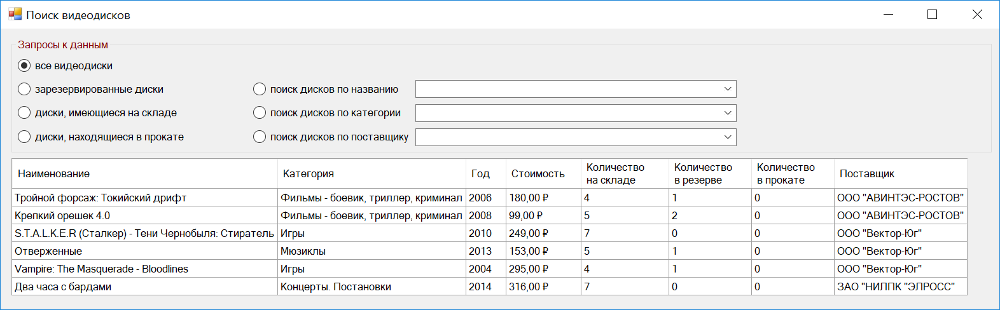 Поиск видеодисков
Запросы к данным
все видеодиски
зарезервированные диски
поиск дисков по названию
диски, имеющиеся на складе
поиск дисков по категории
диски, находящиеся в прокате
поиск дисков по поставщику
Наименование Категория Год Стоимость Количество на складе Количество в резерве Количество в прокате Поставщик
Тройной форсаж: Токийский дрифт Фильмы - боевик, триллер, криминал 2006 180,00 ₽ 4 1 0 ООО "АВИНТЭС-РОСТОВ"
Крепкий орешек 4.0 Фильмы - боевик, триллер, криминал 2008 99,00 ₽ 5 2 0 ООО "АВИНТЭС-РОСТОВ"
S.T.A.L.K.E.R (Сталкер) - Тени Чернобыля: Стиратель Игры 2010 249,00 ₽ 7 0 0 ООО "Вектор-Юг"
Отверженные Мюзиклы 2013 153,00 ₽ 5 1 0 ООО "Вектор-Юг"
Vampire: The Masquerade - Bloodlines Игры 2004 295,00 ₽ 4 1 0 ООО "Вектор-Юг"
Два часа с бардами Концерты. Постановки 2014 316,00 ₽ 7 0 0 ЗАО "НИЛПК "ЭЛРОСС"